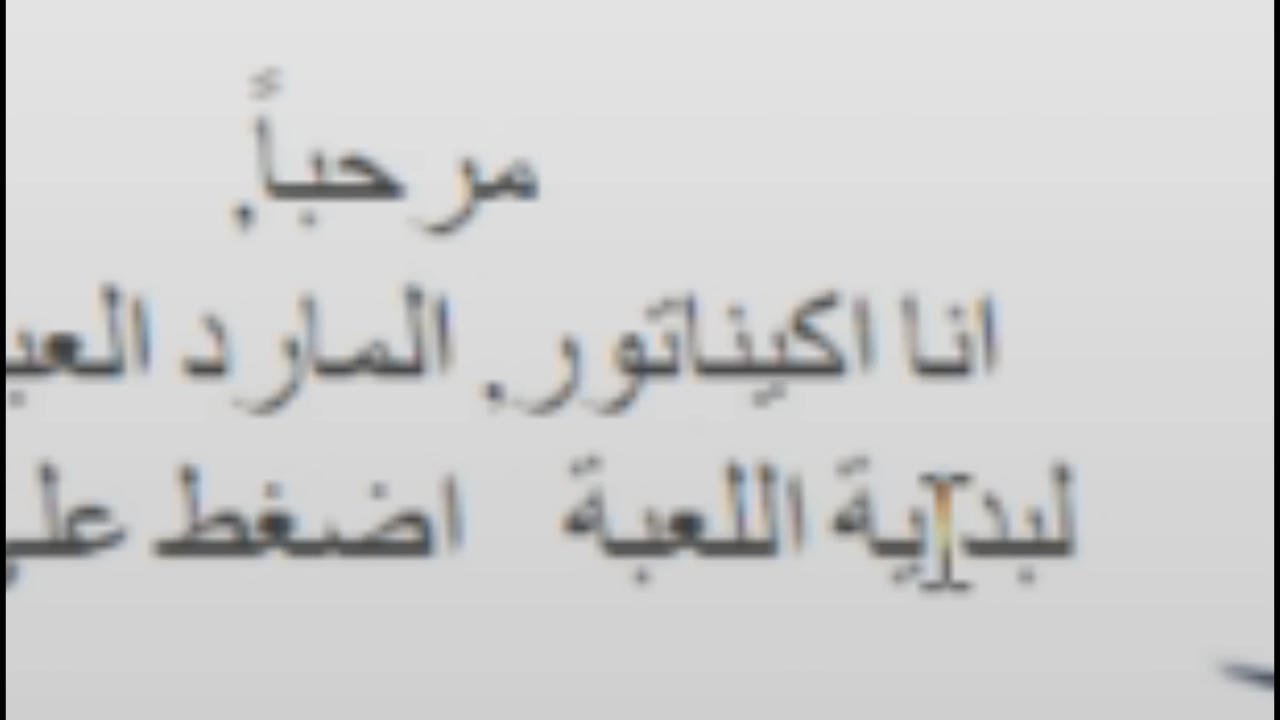 مرحباً.
انا اكيناتور. المارد
لبداية اللعبة اضغط